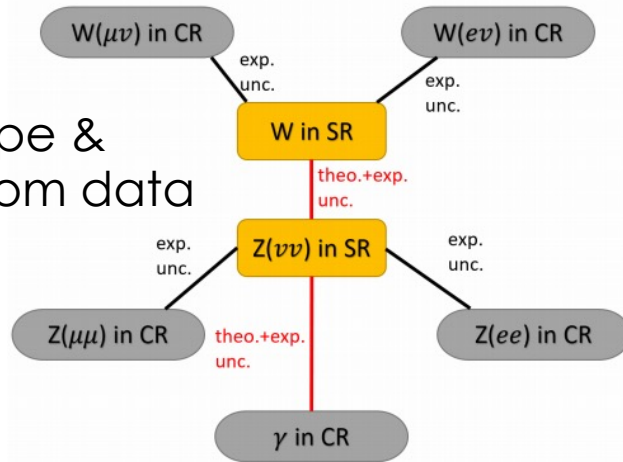 W(μν) in CR
W(eν) in CR
exp.
unc.
exp.
unc.
W in SR
pe &
om data
theo.+exp.
unc.
Z(νν) in SR
exp.
unc.
exp.
unc.
Z(μμ) in CR
theo.+exp.
unc.
Z(ee) in CR
γ in CR